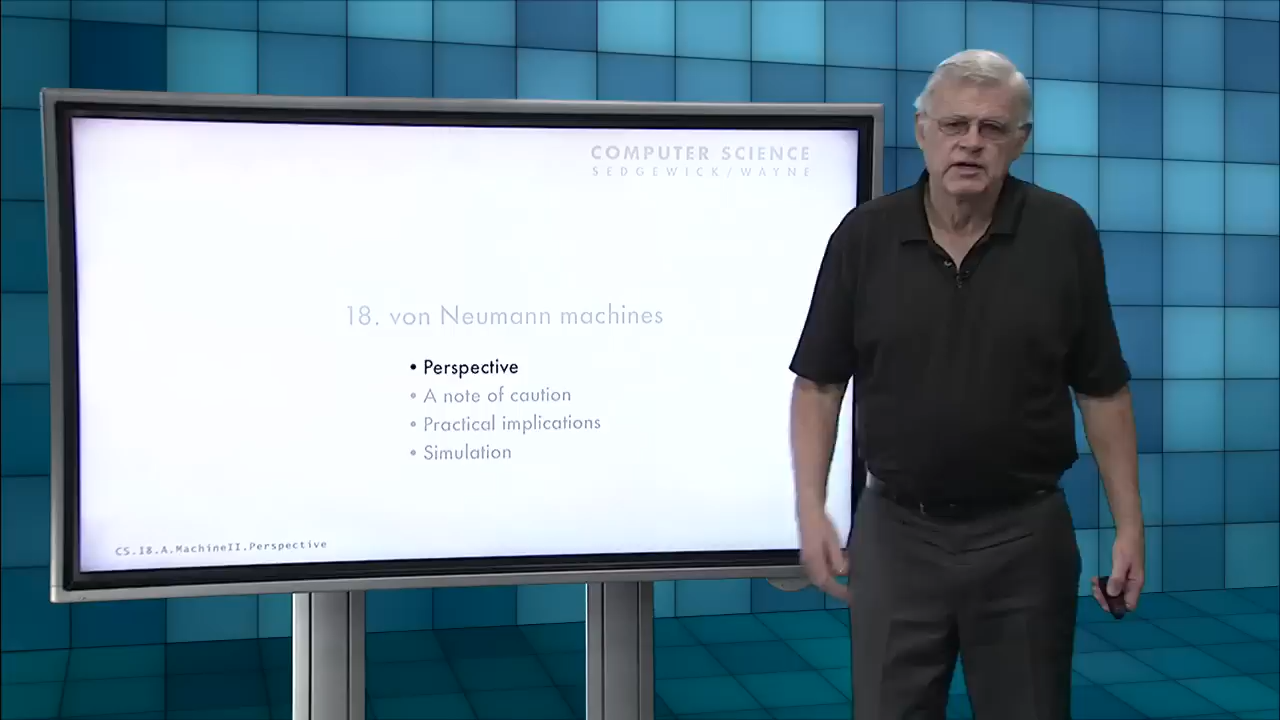 COMPUTER SCIENCE
SEDGEWICK/WAYNE
18. von Neumann machines
• Perspective
• A note of caution
• Practical implications
• Simulation
CS.18.A.MachineII.Perspective